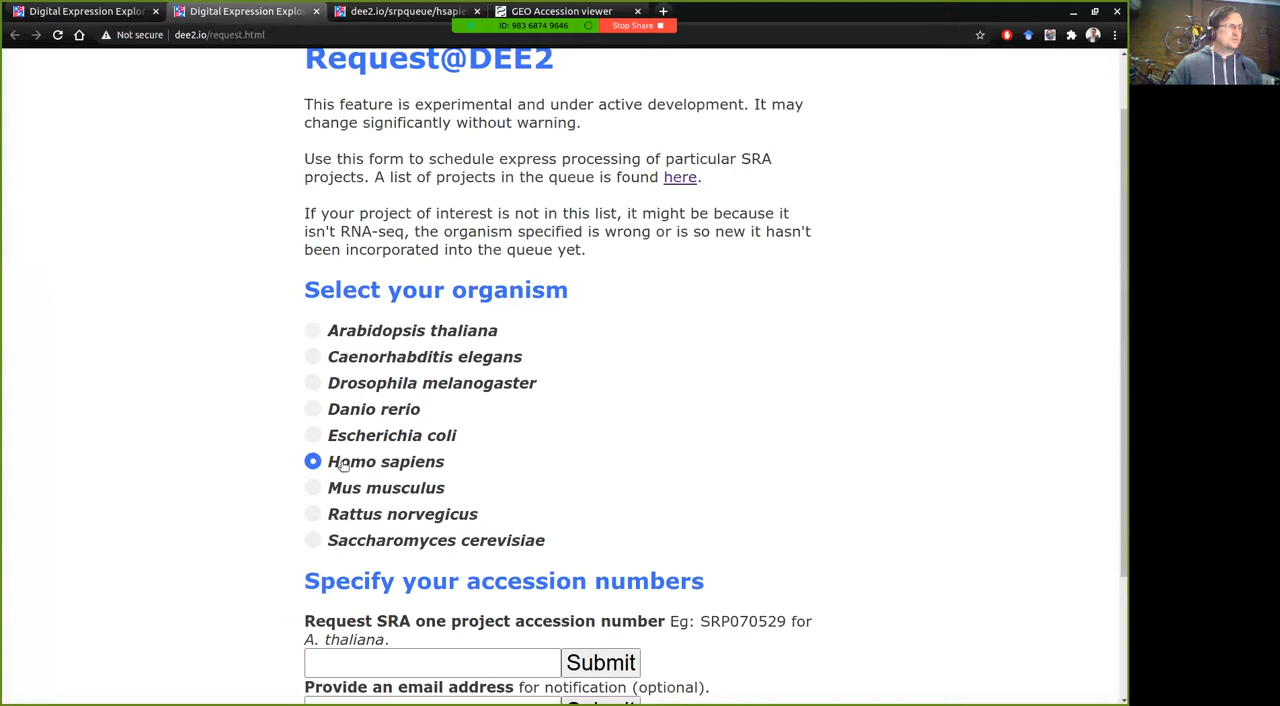 Digital Expression Explo
Digital Expression Explo
dee2.io/srpqueue/hsapie
GEO Accession viewer
ID: 983 6874 9646
Stop Share
Not secure
dee2.io/request.html
Request@DEE2
This feature is experimental and under active development. It may
change significantly without warning.
Use this form to schedule express processing of particular SRA
projects. A list of projects in the queue is found here.
If your project of interest is not in this list, it might be because it
isn't RNA-seq, the organism specified is wrong or is so new it hasn't
been incorporated into the queue yet.
Select your organism
Arabidopsis thaliana
Caenorhabditis elegans
Drosophila melanogaster
Danio rerio
Escherichia coli
Homo sapiens
Mus musculus
Rattus norvegicus
Saccharomyces cerevisiae
Specify your accession numbers
Request SRA one project accession number Eg: SRP070529 for
A. thaliana.
Submit
Provide an email address for notification (optional).
Submit